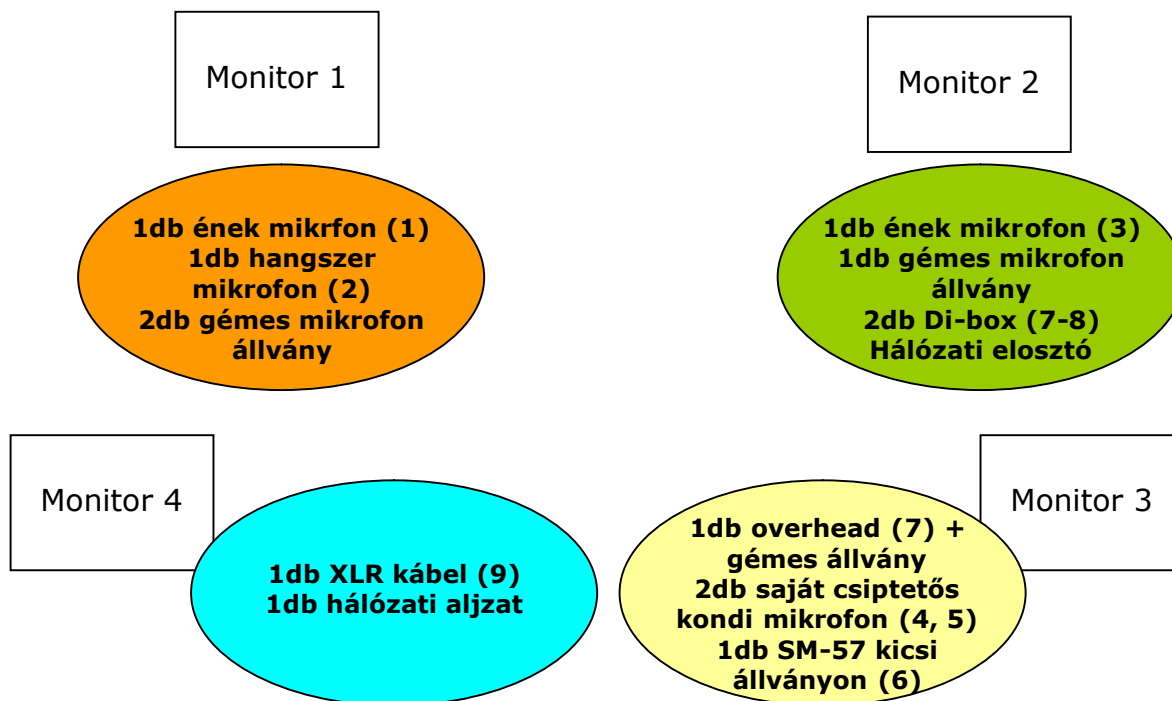 Monitor 1
Monitor 2
1db ének mikrfon (1)
1db hangszer
mikrofon (2)
2db gémes mikrofon
állvány
1db ének mikrofon (3)
1db gémes mikrofon
állvány
2db Di-box (7-8)
Hálózati elosztó
Monitor 4
1db XLR kábel (9)
1db hálózati aljzat
1db overhead (7) +
gémes állvány
2db saját csiptetős
kondi mikrofon (4, 5)
1db SM-57 kicsi
állványon (6)
Monitor 3